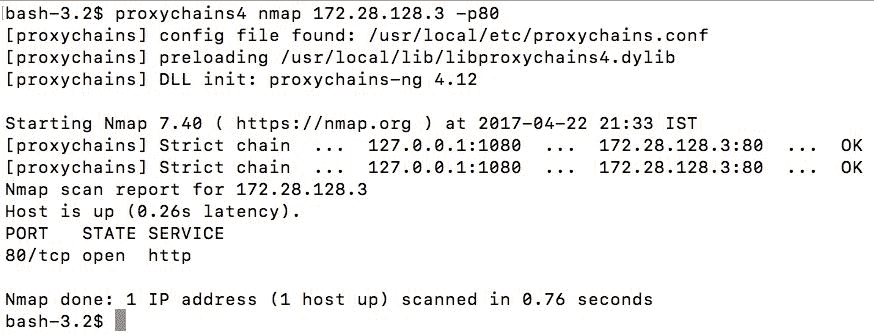 bash-3.2$ proxychains4 nmap 172.28.128.3 -p80
[proxychains] config file found: /usr/local/etc/proxychains.conf
[proxychains] preloading /usr/local/lib/libproxychains4.dylib
[proxychains] DLL init: proxychains-ng 4.12

Starting Nmap 7.40 ( https://nmap.org ) at 2017-04-22 21:33 IST
[proxychains] Strict chain  ...  127.0.0.1:1080  ...  172.28.128.3:80  ...  OK
[proxychains] Strict chain  ...  127.0.0.1:1080  ...  172.28.128.3:80  ...  OK
Nmap scan report for 172.28.128.3
Host is up (0.26s latency).
PORT   STATE SERVICE
80/tcp open  http

Nmap done: 1 IP address (1 host up) scanned in 0.76 seconds
bash-3.2$